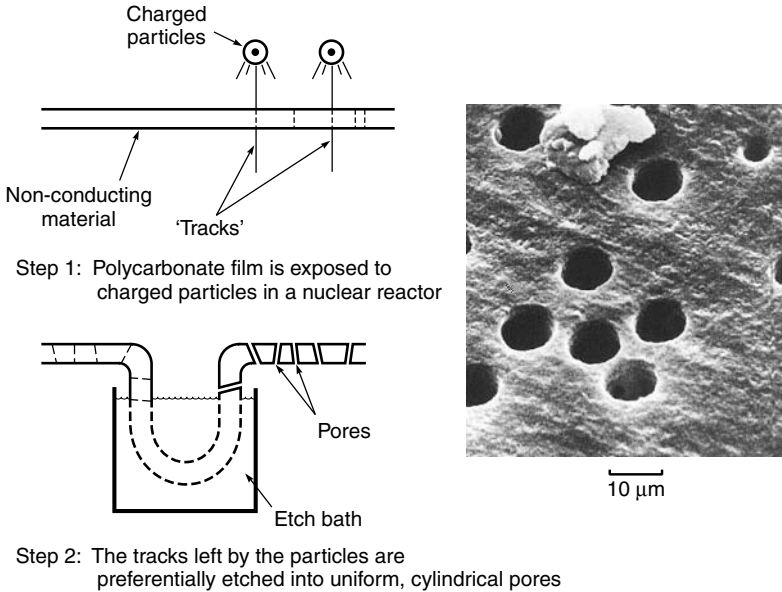 Charged
particles
Non-conducting
material
'Tracks'
Step 1: Polycarbonate film is exposed to
charged particles in a nuclear reactor
Pores
Etch bath
Step 2: The tracks left by the particles are
preferentially etched into uniform, cylindrical pores
10 μm